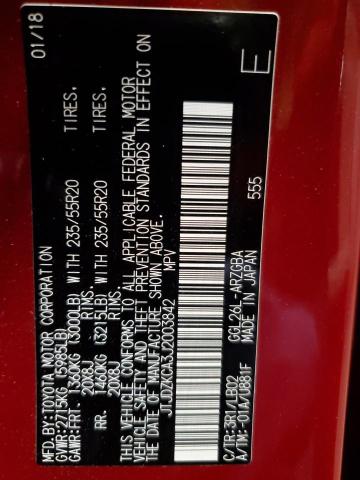 MFD.BY:TOYOTA MOTOR CORPORATION 01/18
GVWR:2715KG (5985LB)
GAWR:FRT. 1360KG (3000LB) WITH 235/55R20 TIRES.
20X8J RIMS.
RR. 1460KG (3215LB) WITH 235/55R20 TIRES.
20X8J RIMS.
THIS VEHICLE CONFORMS TO ALL APPLICABLE FEDERAL MOTOR
VEHICLE SAFETY AND THEFT PREVENTION STANDARDS IN EFFECT ON
THE DATE OF MANUFACTURE SHOWN ABOVE.
JTJDZKCA3J2003842 MPV
E
C/TR:3R1/LB02 GGL26L-ARZGBA
A/TM:-01A/UB81F MADE IN JAPAN 555